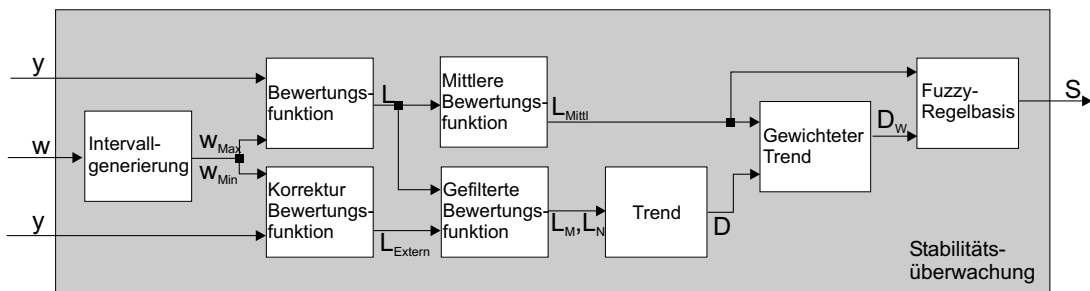 y
w
y
Intervall-
generierung
w_Max
w_Min
Bewertungs-
funktion
Korrektur
Bewertungs-
funktion
L
L_Extern
Mittlere
Bewertungs-
funktion
Gefilterte
Bewertungs-
funktion
L_Mittl
L_M,L_N
Trend
D
Gewichteter
Trend
D_W
Fuzzy-
Regelbasis
S
Stabilitäts-
überwachung